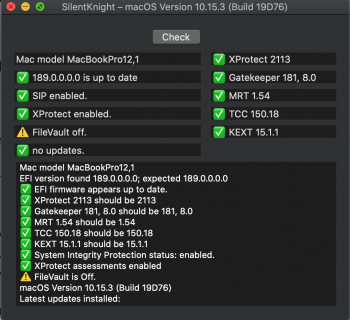 SilentKnight – macOS Version 10.15.3 (Build 19D76)
Check
Mac model MacBookPro12,1
189.0.0.0.0 is up to date
SIP enabled.
XProtect enabled.
FileVault off.
no updates.
XProtect 2113
Gatekeeper 181, 8.0
MRT 1.54
TCC 150.18
KEXT 15.1.1
Mac model MacBookPro12,1
EFI version found 189.0.0.0.0; expected 189.0.0.0.0
✅ EFI firmware appears up to date.
✅ XProtect 2113 should be 2113
✅ Gatekeeper 181, 8.0 should be 181, 8.0
✅ MRT 1.54 should be 1.54
✅ TCC 150.18 should be 150.18
✅ KEXT 15.1.1 should be 15.1.1
✅ System Integrity Protection status: enabled.
✅ XProtect assessments enabled
⚠️ FileVault is Off.
macOS Version 10.15.3 (Build 19D76)
Latest updates installed: